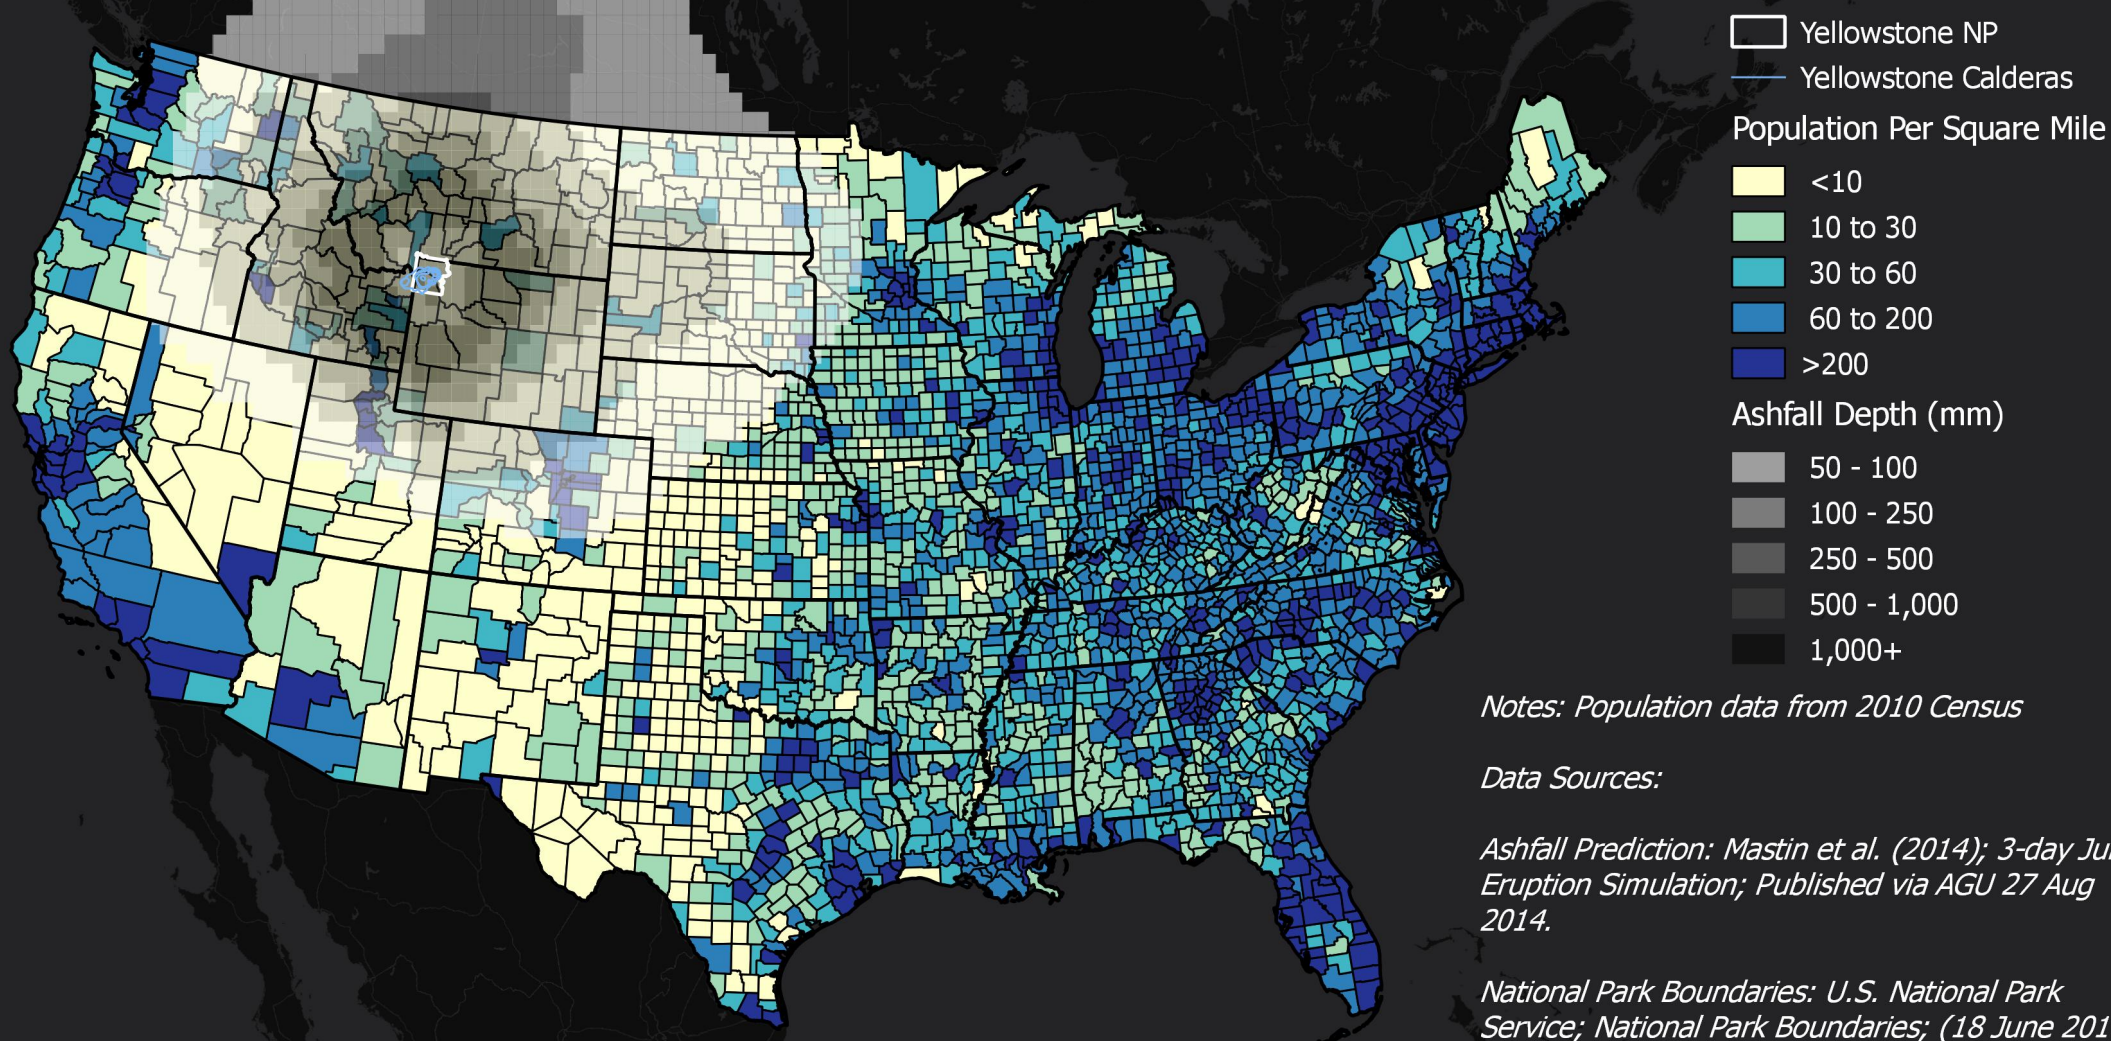 Yellowstone NP
Yellowstone Calderas
Population Per Square Mile
<10
10 to 30
30 to 60
60 to 200
>200
Ashfall Depth (mm)
50 - 100
100 - 250
250 - 500
500 - 1,000
1,000+
Notes: Population data from 2010 Census
Data Sources:
Ashfall Prediction: Mastin et al. (2014); 3-day
Eruption Simulation; Published via AGU 27 Aug
2014.
National Park Boundaries: U.S. National Park
Service; National Park Boundaries; (18 June